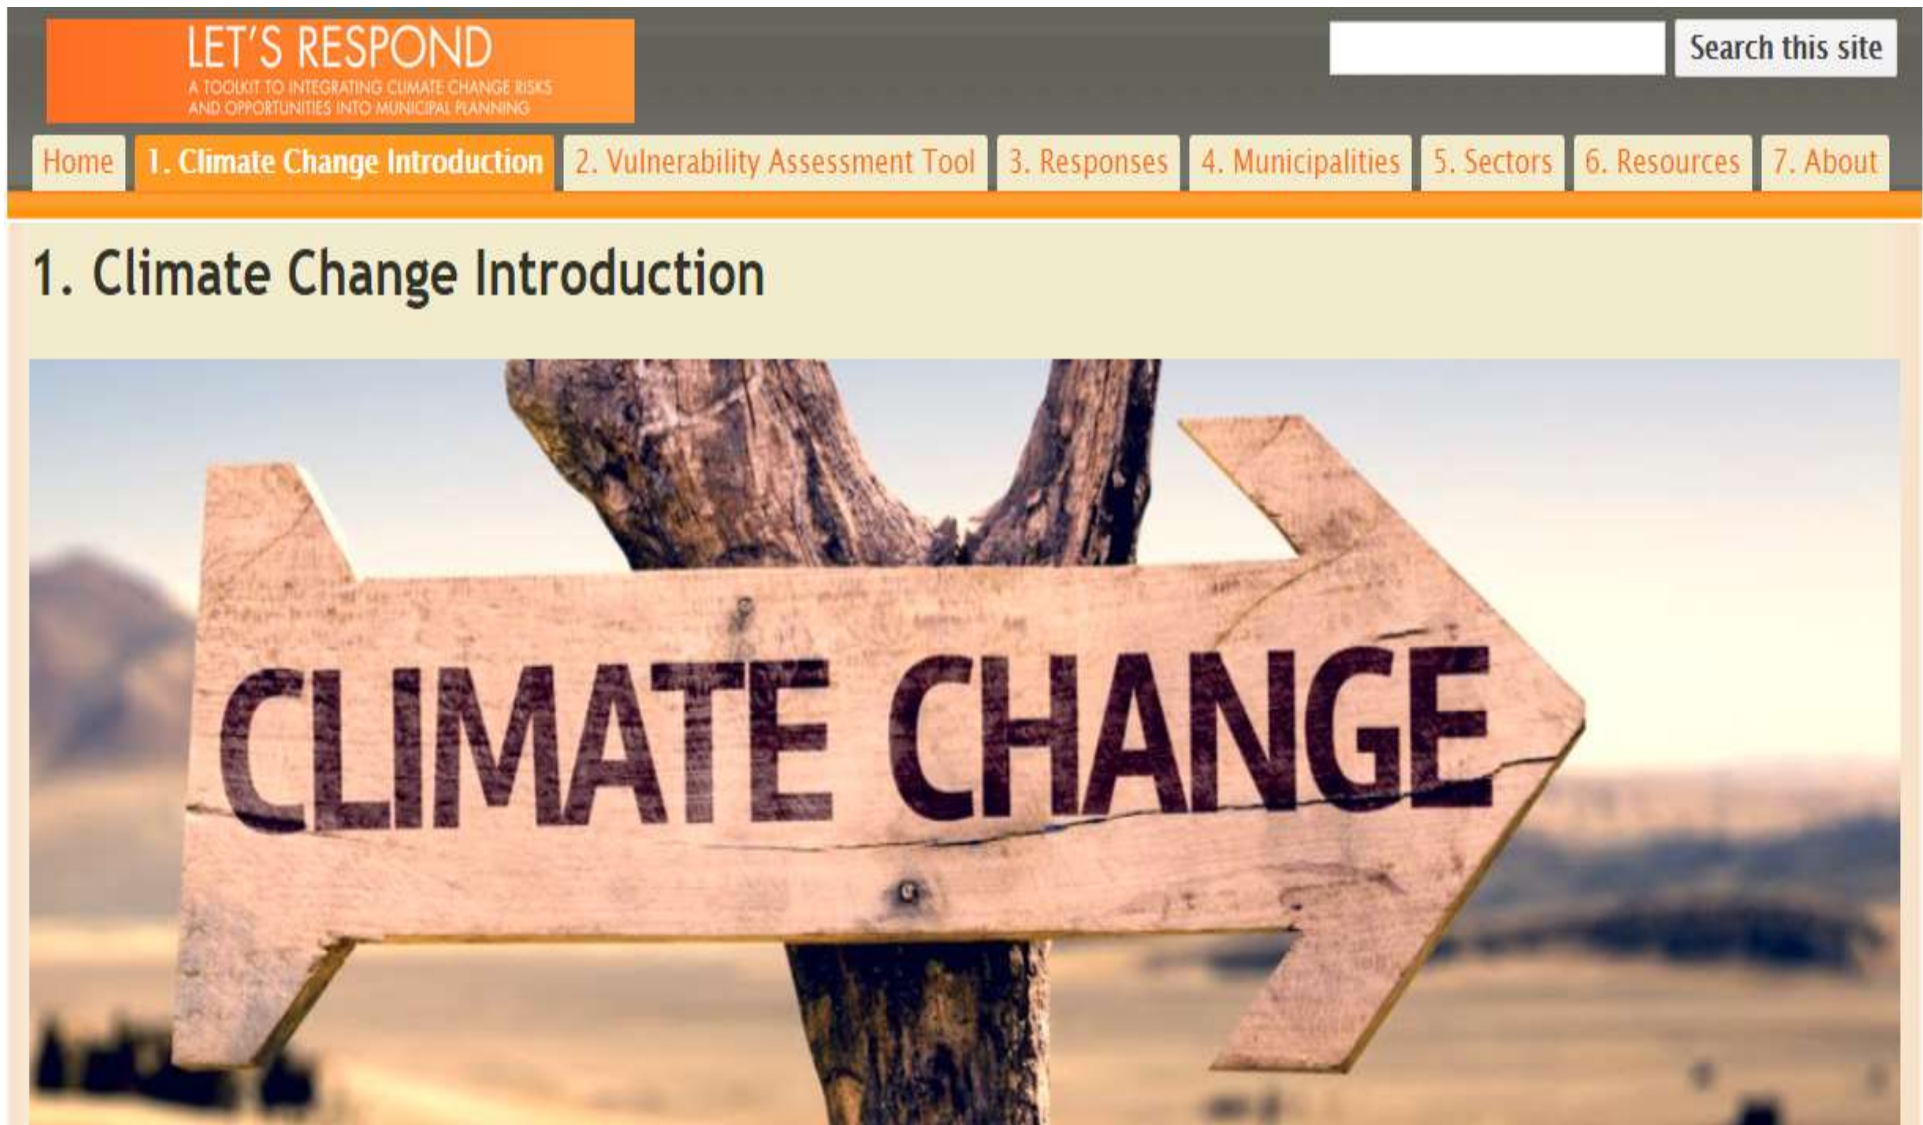 LET'S RESPOND
A TOOLKIT TO INTEGRATING CLIMATE CHANGE RISKS
AND OPPORTUNITIES INTO MUNICIPAL PLANNING
Search this site
Home
1. Climate Change Introduction
2. Vulnerability Assessment Tool
3. Responses
4. Municipalities
5. Sectors
6. Resources
7. About
1. Climate Change Introduction
CLIMATE CHANGE